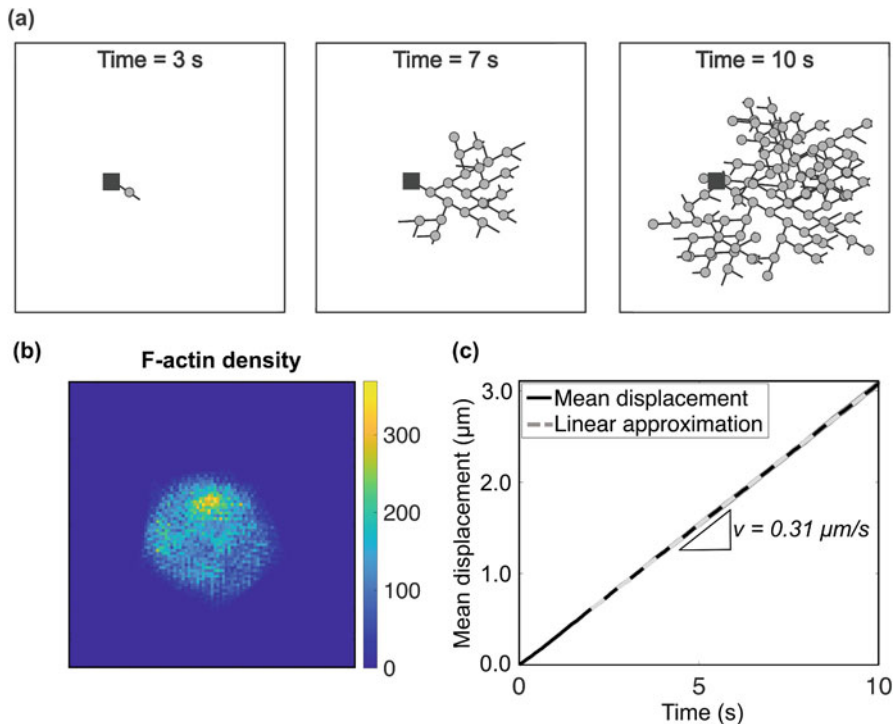 (a)
Time = 3 s
Time = 7 s
Time = 10 s
(b)
F-actin density
300
200
100
0
(c)
Mean displacement (μm)
3.0
2.0
1.0
0.0
Mean displacement
Linear approximation
v = 0.31 μm/s
0
5
10
Time (s)